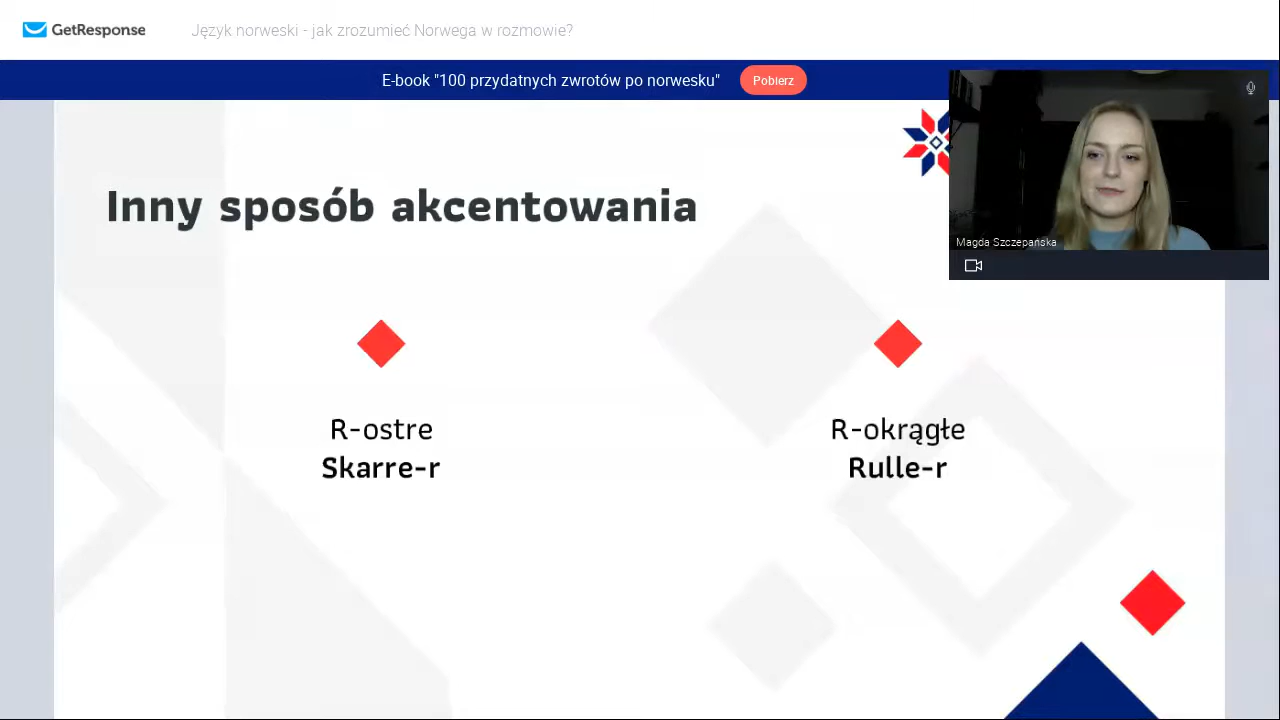 GetResponse
Język norweski - jak zrozumieć Norwega w rozmowie?
E-book "100 przydatnych zwrotów po norwesku"
Pobierz
Magda Szczepańska
Inny sposób akcentowania
R-ostre
Skarre-r
R-okrągłe
Rulle-r